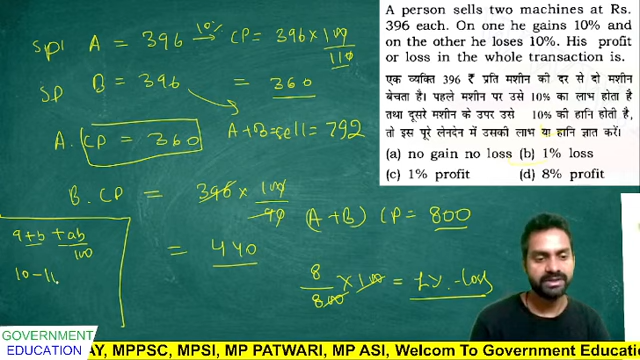 A person sells two machines at Rs.
396 each. On one he gains 10% and
on the other he loses 10%. His profit
or loss in the whole transaction is.
एक व्यक्ति 396 ₹ प्रति मशीन की दर से दो मशीन
बेचता है। पहले मशीन पर उसे 10% का लाभ होता है
तथा दूसरे मशीन के उपर उसे 10% की हानि होती है,
तो इस पूरे लेनदेन में उसकी लाभ या हानि ज्ञात करें।
(a) no gain no loss (b) 1% loss
(c) 1% profit (d) 8% profit
SP1 A = 396 10%→ CP = 396 × 100/110
SP B = 396 = 360
A. CP = 360 A+B = sell = 792
B. CP = 396 × 100/90
(A+B) CP = 800
= 440
a+b + ab/100
10-11
8/800 × 100 = 1% - loss
GOVERNMENT
EDUCATION
AY, MPPSC, MPSI, MP PATWARI, MP ASI, Welcom To Government Educatio